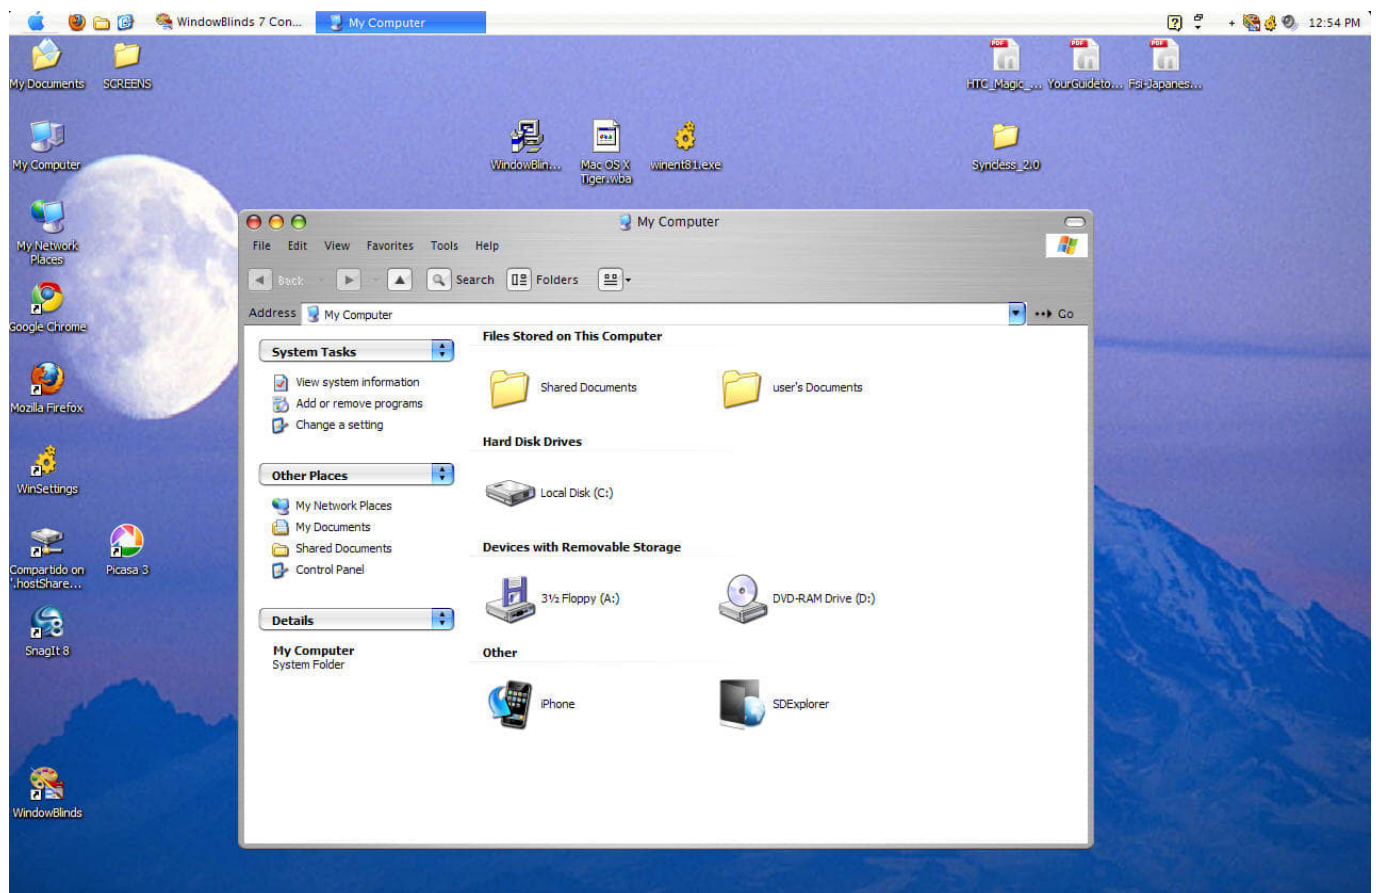 WindowBlinds 7 Con...
My Computer
12:54 PM
My Documents
SCREENS
HTC_Magic_...
YourGuideto...
Fsi-Japanes...
PDF
PDF
PDF
My Computer
WindowBlin...
Mac OS X
Tiger.wba
winent81.exe
Syncless_2.0
My Network
Places
Google Chrome
Mozilla Firefox
WinSettings
Compartido on
'.hostShare...
Picasa 3
SnagIt 8
WindowBlinds
My Computer
File Edit View Favorites Tools Help
Back Search Folders
Address My Computer Go
System Tasks
View system information
Add or remove programs
Change a setting
Other Places
My Network Places
My Documents
Shared Documents
Control Panel
Details
My Computer
System Folder
Files Stored on This Computer
Shared Documents
user's Documents
Hard Disk Drives
Local Disk (C:)
Devices with Removable Storage
3½ Floppy (A:)
DVD-RAM Drive (D:)
Other
iPhone
SDExplorer